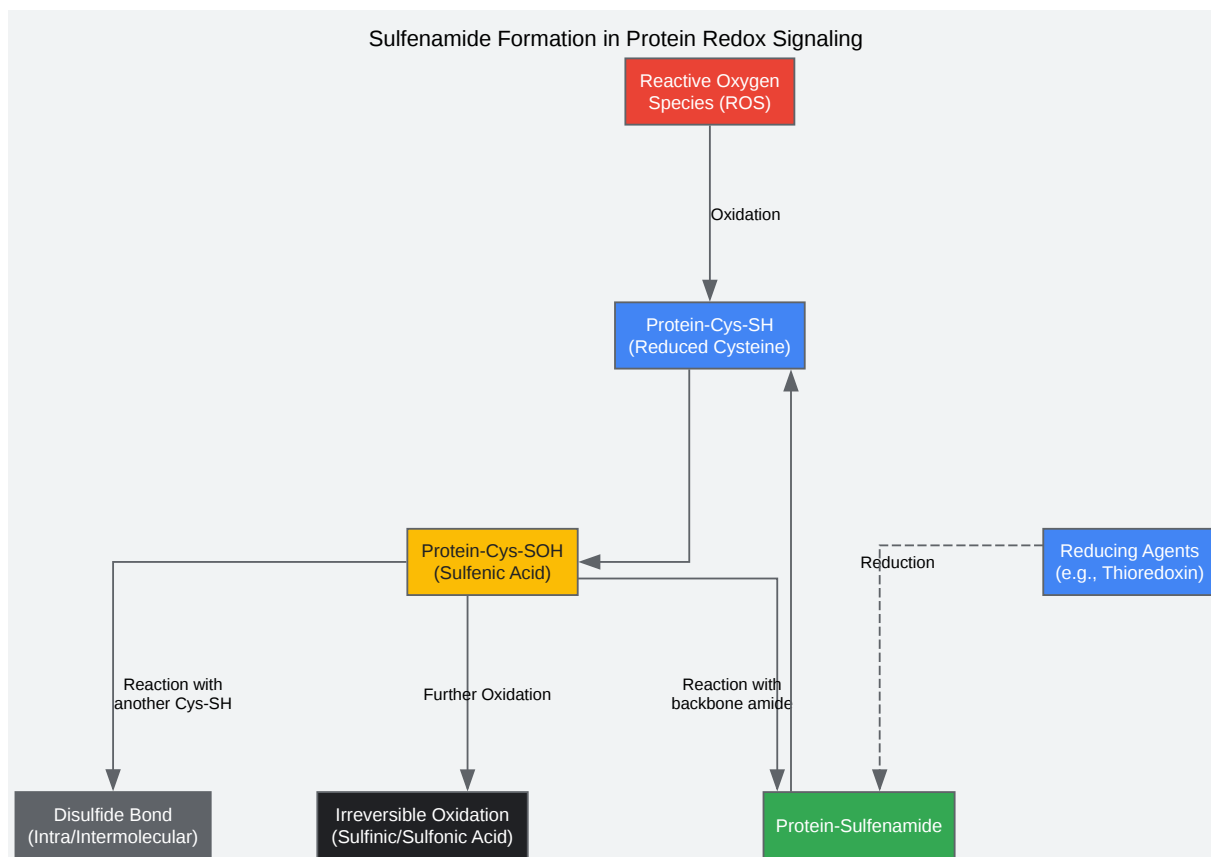 Sulfenamide Formation in Protein Redox Signaling
Reactive Oxygen
Species (ROS)
Oxidation
Protein-Cys-SH
(Reduced Cysteine)
Protein-Cys-SOH
(Sulfenic Acid)
Reduction
Reducing Agents
(e.g., Thioredoxin)
Reaction with
another Cys-SH
Further Oxidation
Reaction with
backbone amide
Disulfide Bond
(Intra/Intermolecular)
Irreversible Oxidation
(Sulfinic/Sulfonic Acid)
Protein-Sulfenamide